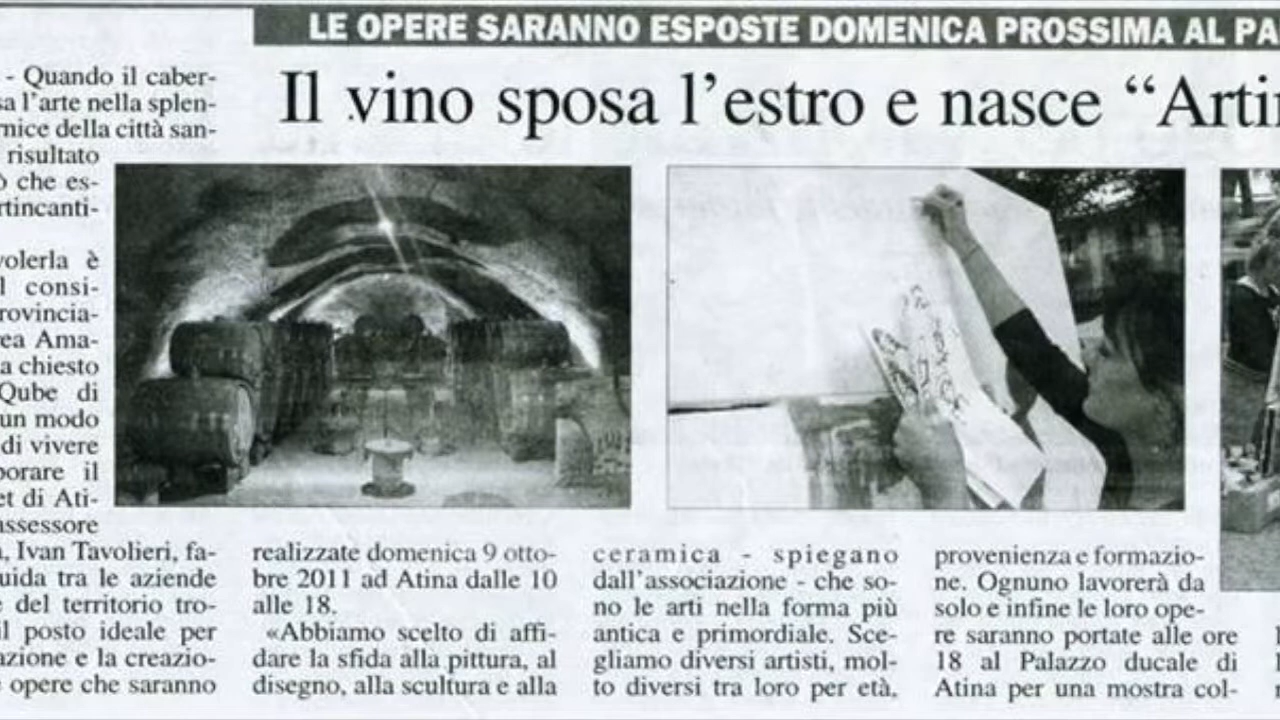 LE OPERE SARANNO ESPOSTE DOMENICA PROSSIMA AL PA
Il vino sposa l'estro e nasce “Artin
- Quando il caber-
sa l'arte nella splen-
nice della città san-
risultato
ò che es-
rtincanti-
volerla è
l consi-
rovincia-
rea Ama-
a chiesto
Qube di
un modo
di vivere
porare il
et di Ati-
assessore
, Ivan Tavolieri, fa-
uida tra le aziende
e del territorio tro-
il posto ideale per
azione e la creazio-
e opere che saranno
realizzate domenica 9 otto-
bre 2011 ad Atina dalle 10
alle 18.
«Abbiamo scelto di affi-
dare la sfida alla pittura, al
disegno, alla scultura e alla
ceramica - spiegano
dall'associazione - che so-
no le arti nella forma più
antica e primordiale. Sce-
gliamo diversi artisti, mol-
to diversi tra loro per età,
provenienza e formazio-
ne. Ognuno lavorerà da
solo e infine le loro ope-
re saranno portate alle ore
18 al Palazzo ducale di
Atina per una mostra col-